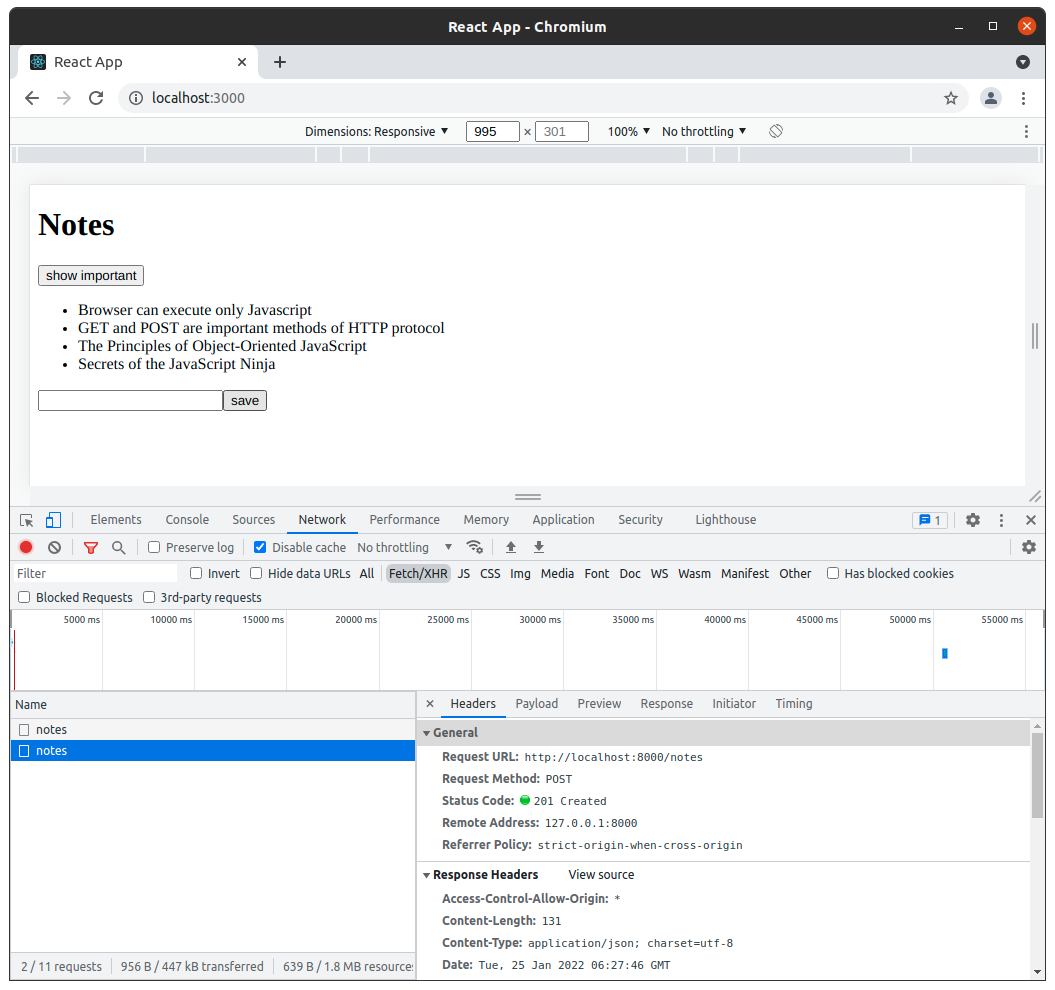 React App - Chromium
React App
localhost:3000
Dimensions: Responsive ▼ 995 × 301 100% ▼ No throttling ▼
Notes
show important
• Browser can execute only Javascript
• GET and POST are important methods of HTTP protocol
• The Principles of Object-Oriented JavaScript
• Secrets of the JavaScript Ninja
save
Elements Console Sources Network Performance Memory Application Security Lighthouse 1
Preserve log Disable cache No throttling ▼
Filter Invert Hide data URLs All Fetch/XHR JS CSS Img Media Font Doc WS Wasm Manifest Other Has blocked cookies
Blocked Requests 3rd-party requests
5000 ms 10000 ms 15000 ms 20000 ms 25000 ms 30000 ms 35000 ms 40000 ms 45000 ms 50000 ms 55000 ms
Name
notes
notes
2 / 11 requests 956 B / 447 kB transferred 639 B / 1.8 MB resource
Headers Payload Preview Response Initiator Timing
General
Request URL: http://localhost:8000/notes
Request Method: POST
Status Code: 201 Created
Remote Address: 127.0.0.1:8000
Referrer Policy: strict-origin-when-cross-origin
Response Headers View source
Access-Control-Allow-Origin: *
Content-Length: 131
Content-Type: application/json; charset=utf-8
Date: Tue, 25 Jan 2022 06:27:46 GMT